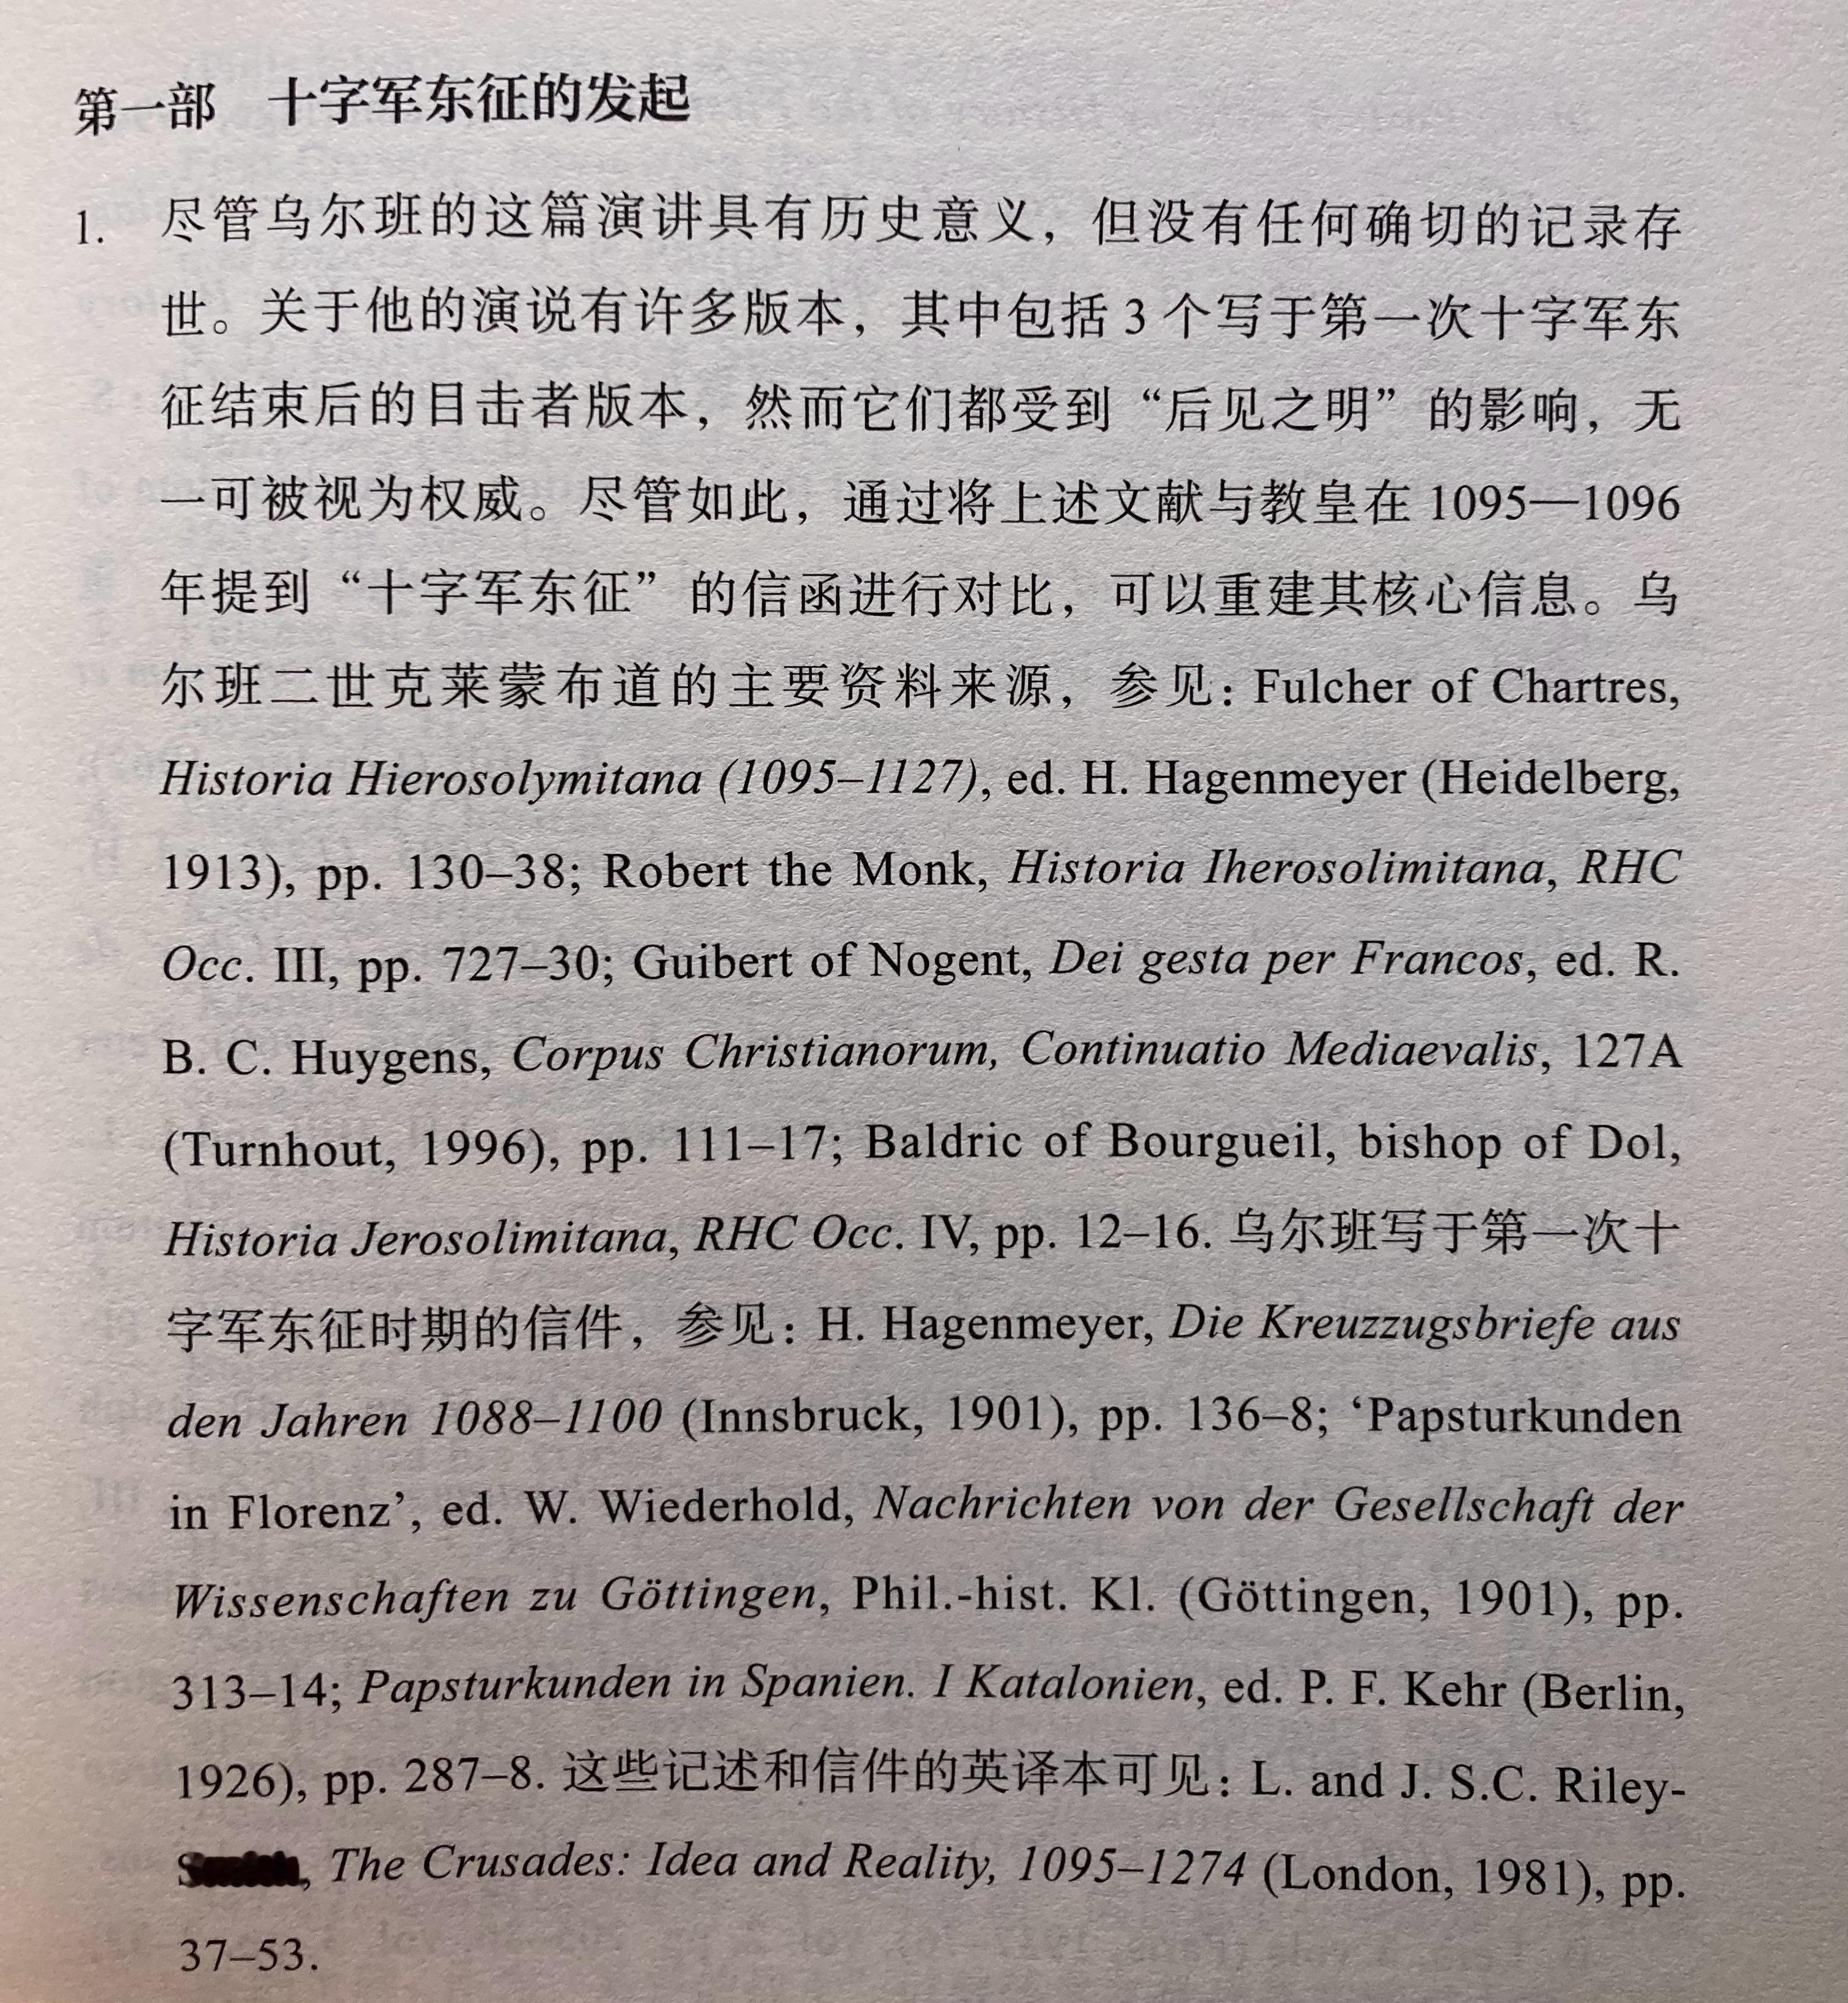 第一部 十字军东征的发起
1. 尽管乌尔班的这篇演讲具有历史意义，但没有任何确切的记录存
世。关于他的演说有许多版本，其中包括 3 个写于第一次十字军东
征结束后的目击者版本，然而它们都受到“后见之明”的影响，无
一可被视为权威。尽管如此，通过将上述文献与教皇在 1095—1096
年提到“十字军东征”的信函进行对比，可以重建其核心信息。乌
尔班二世克莱蒙布道的主要资料来源，参见：Fulcher of Chartres,
Historia Hierosolymitana (1095–1127), ed. H. Hagenmeyer (Heidelberg,
1913), pp. 130–38; Robert the Monk, Historia Iherosolimitana, RHC
Occ. III, pp. 727–30; Guibert of Nogent, Dei gesta per Francos, ed. R.
B. C. Huygens, Corpus Christianorum, Continuatio Mediaevalis, 127A
(Turnhout, 1996), pp. 111–17; Baldric of Bourgueil, bishop of Dol,
Historia Jerosolimitana, RHC Occ. IV, pp. 12–16. 乌尔班写于第一次十
字军东征时期的信件，参见：H. Hagenmeyer, Die Kreuzzugsbriefe aus
den Jahren 1088–1100 (Innsbruck, 1901), pp. 136–8; ‘Papsturkunden
in Florenz’, ed. W. Wiederhold, Nachrichten von der Gesellschaft der
Wissenschaften zu Göttingen, Phil.-hist. Kl. (Göttingen, 1901), pp.
313–14; Papsturkunden in Spanien. I Katalonien, ed. P. F. Kehr (Berlin,
1926), pp. 287–8. 这些记述和信件的英译本可见：L. and J. S.C. Riley-
, The Crusades: Idea and Reality, 1095–1274 (London, 1981), pp.
37–53.